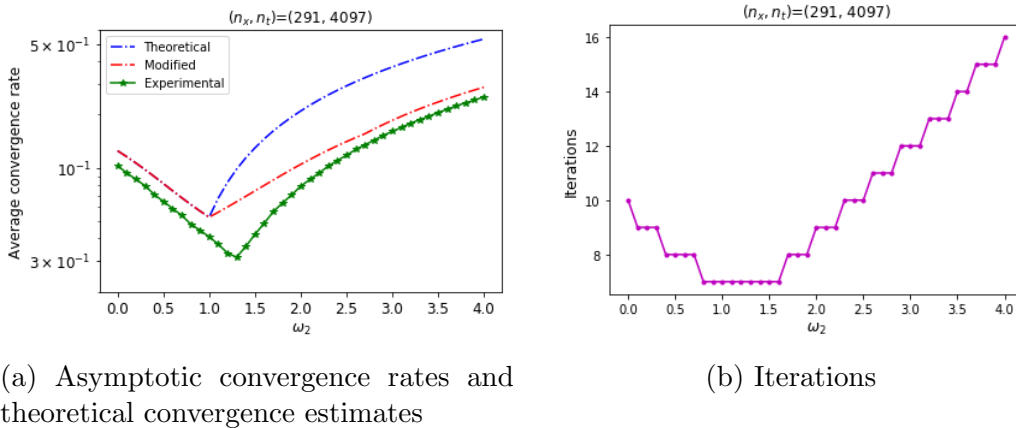 (n_x, n_t)=(291, 4097)
5 × 10⁻¹
10⁻¹
3 × 10⁻¹
Average convergence rate
Theoretical
Modified
Experimental
0.0 0.5 1.0 1.5 2.0 2.5 3.0 3.5 4.0
ω₂
(a) Asymptotic convergence rates and
theoretical convergence estimates
(n_x, n_t)=(291, 4097)
16
14
12
10
8
Iterations
0.0 0.5 1.0 1.5 2.0 2.5 3.0 3.5 4.0
ω₂
(b) Iterations